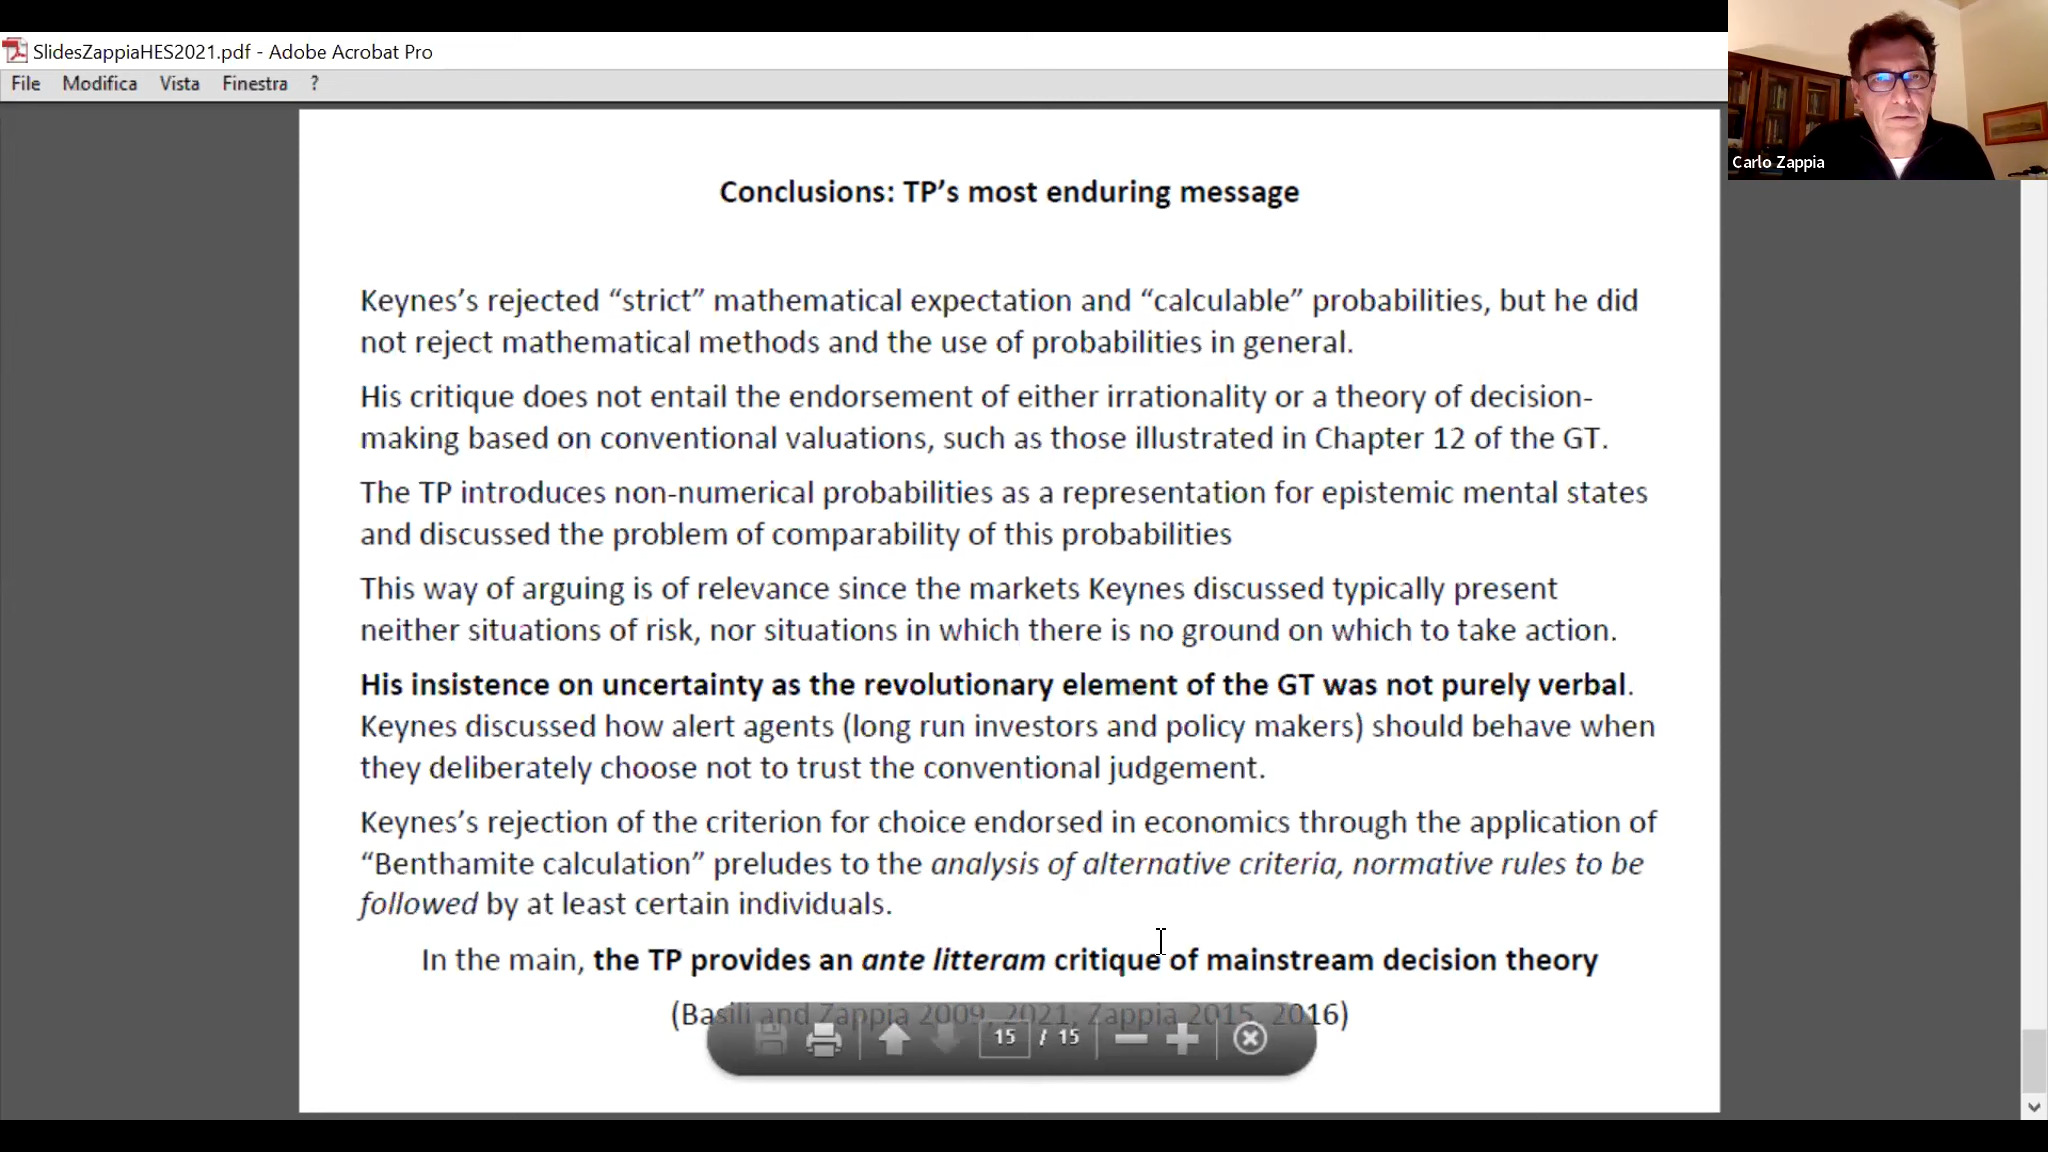 SlidesZappiaHES2021.pdf - Adobe Acrobat Pro
File Modifica Vista Finestra ?
Carlo Zappia
Conclusions: TP’s most enduring message
Keynes’s rejected “strict” mathematical expectation and “calculable” probabilities, but he did
not reject mathematical methods and the use of probabilities in general.
His critique does not entail the endorsement of either irrationality or a theory of decision-
making based on conventional valuations, such as those illustrated in Chapter 12 of the GT.
The TP introduces non-numerical probabilities as a representation for epistemic mental states
and discussed the problem of comparability of this probabilities
This way of arguing is of relevance since the markets Keynes discussed typically present
neither situations of risk, nor situations in which there is no ground on which to take action.
His insistence on uncertainty as the revolutionary element of the GT was not purely verbal.
Keynes discussed how alert agents (long run investors and policy makers) should behave when
they deliberately choose not to trust the conventional judgement.
Keynes’s rejection of the criterion for choice endorsed in economics through the application of
“Benthamite calculation” preludes to the analysis of alternative criteria, normative rules to be
followed by at least certain individuals.
In the main, the TP provides an ante litteram critique of mainstream decision theory
(Basili and Zappia 2009, 2021; Zappia 2015, 2016)
15 / 15